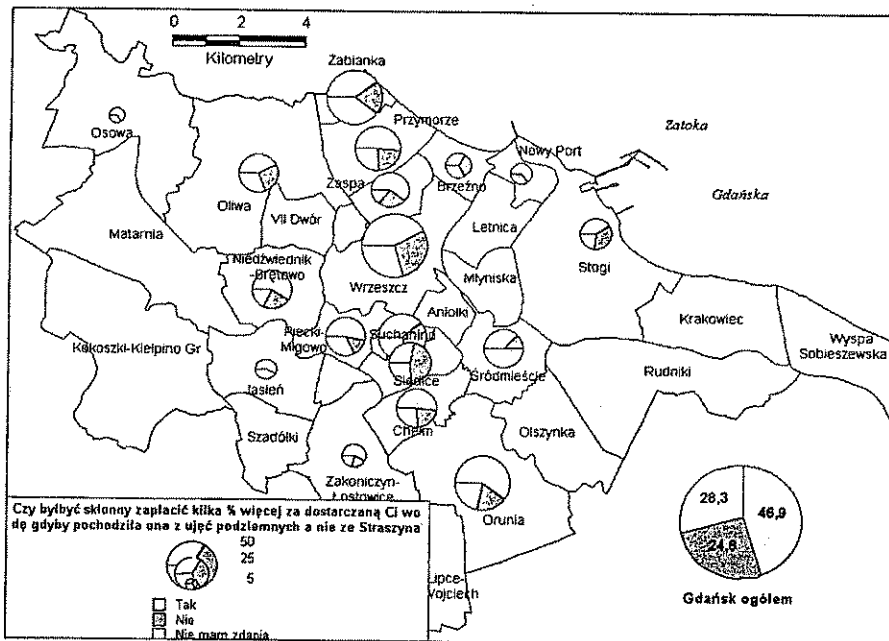 0 2 4
Kilometry
Żabianka
Osowa
Przymorze
Zatoka
Nowy Port
Zaspa
Brzeźno
Gdańska
Oliwa
VII Dwór
Letnica
Matarnia
Stogi
Niedźwiednik
-Brętowo
Wrzeszcz
Młyniska
Aniołki
Krakowiec
Piecki-
Migowo
Suchanino
Kokoszki-Kiełpino Gr
Wyspa
Sobieszewska
Jasień
Siedlce
Śródmieście
Rudniki
Szadółki
Chełm
Olszynka
Zakoniczyn-
Łostowice
Orunia
Czy byłbyś skłonny zapłacić kilka % więcej za dostarczaną Ci wo
dę gdyby pochodziła ona z ujęć podziemnych a nie ze Straszyna
50
25
5
Tak
Nie
Nie mam zdania
Lipce-
Wojciech
28,3
46,9
24,8
Gdańsk ogółem